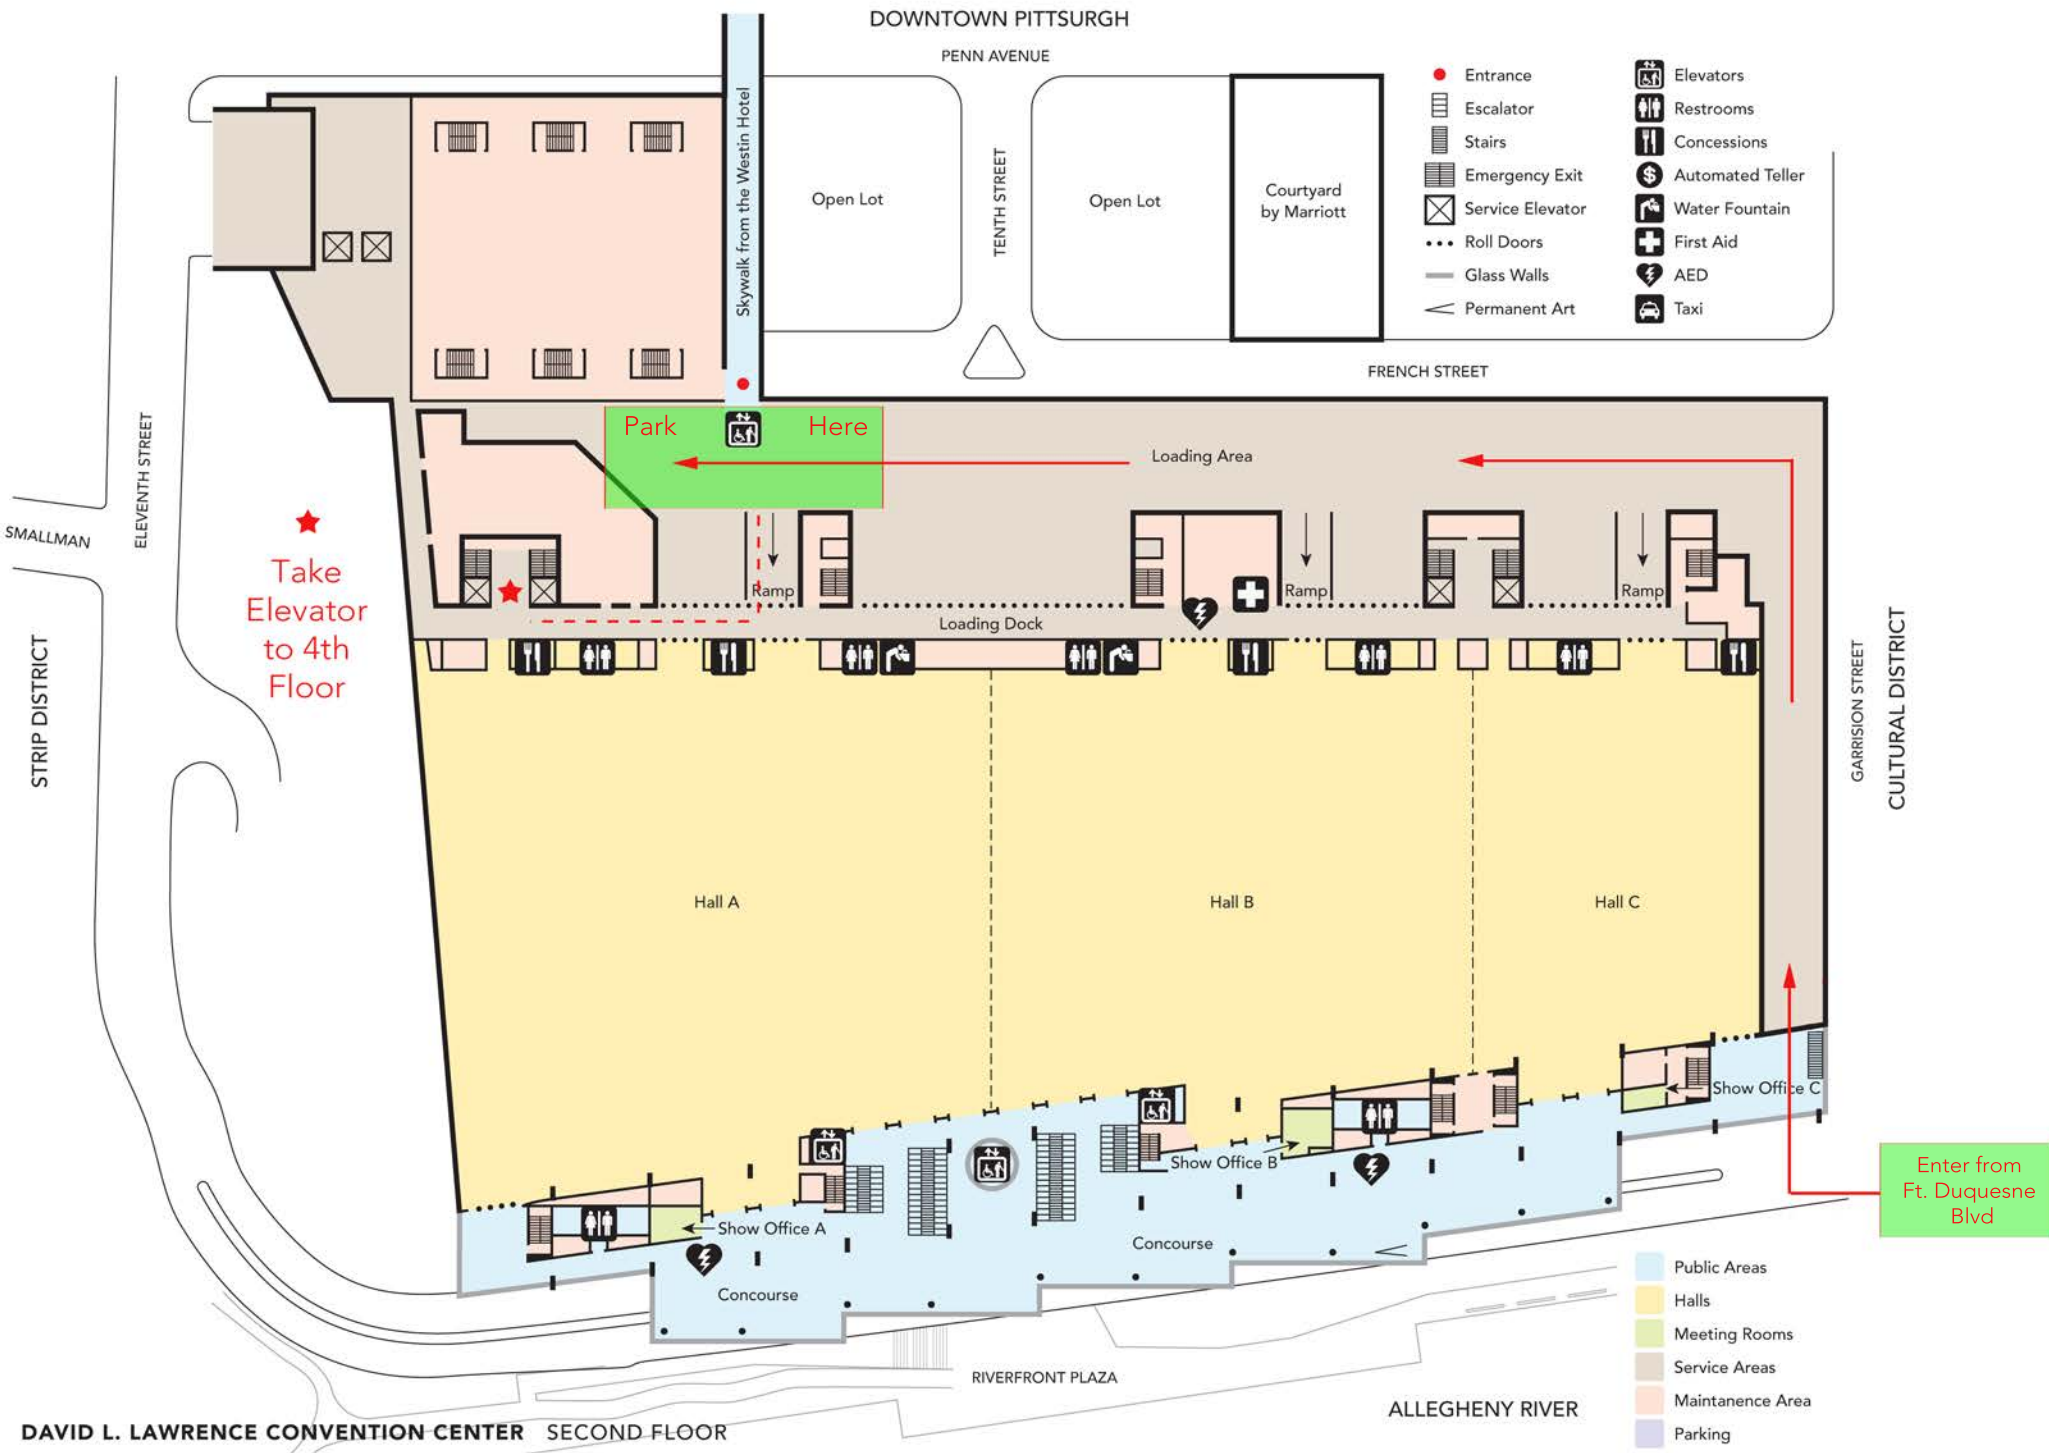 DOWNTOWN PITTSURGH
PENN AVENUE
Skywalk from the Westin Hotel
Open Lot
TENTH STREET
Open Lot
Courtyard
by Marriott
Entrance
Escalator
Stairs
Emergency Exit
Service Elevator
Roll Doors
Glass Walls
Permanent Art
Elevators
Restrooms
Concessions
$ Automated Teller
Water Fountain
First Aid
AED
Taxi
FRENCH STREET
ELEVENTH STREET
SMALLMAN
STRIP DISTRICT
Take
Elevator
to 4th
Floor
Park Here
Loading Area
Ramp
Ramp
Ramp
Loading Dock
GARRISION STREET
CULTURAL DISTRICT
Hall A
Hall B
Hall C
Show Office C
Show Office B
Show Office A
Concourse
Concourse
Enter from
Ft. Duquesne
Blvd
Public Areas
Halls
Meeting Rooms
Service Areas
Maintanence Area
Parking
RIVERFRONT PLAZA
ALLEGHENY RIVER
DAVID L. LAWRENCE CONVENTION CENTER SECOND FLOOR